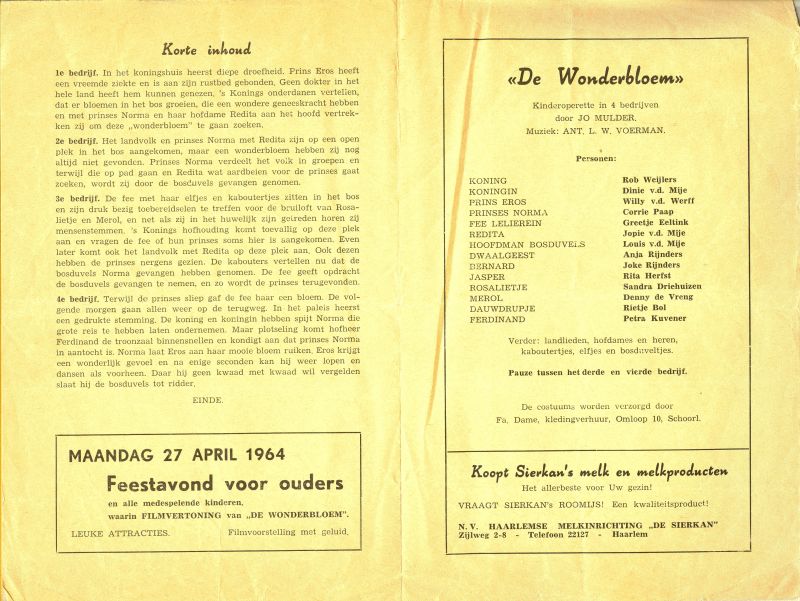 Korte inhoud
1e bedrijf. In het koningshuis heerst diepe droefheid. Prins Eros heeft
een vreemde ziekte en is aan zijn rustbed gebonden. Geen dokter in het
hele land heeft hem kunnen genezen. 's Konings onderdanen vertellen,
dat er bloemen in het bos groeien, die een wondere geneeskracht hebben
en met prinses Norma en haar hofdame Redita aan het hoofd vertrek-
ken zij om deze „wonderbloem" te gaan zoeken.
2e bedrijf. Het landvolk en prinses Norma met Redita zijn op een open
plek in het bos aangekomen, maar een wonderbloem hebben zij nog
altijd niet gevonden. Prinses Norma verdeelt het volk in groepen en
terwijl die op pad gaan en Redita wat aardbeien voor de prinses gaat
zoeken, wordt zij door de bosduvels gevangen genomen.
3e bedrijf. De fee met haar elfjes en kaboutertjes zitten in het bos
en zijn druk bezig toebereidselen te treffen voor de bruiloft van Rosa-
lietje en Merol, en net als zij in het huwelijk zijn getreden horen zij
mensenstemmen. 's Konings hofhouding komt toevallig op deze plek
aan en vragen de fee of hun prinses soms hier is aangekomen. Even
later komt ook het landvolk met Redita op deze plek aan. Ook dezen
hebben de prinses nergens gezien. De kabouters vertellen nu dat de
bosduvels Norma gevangen hebben genomen. De fee geeft opdracht
de bosduvels gevangen te nemen, en zo wordt de prinses terugevonden.
4e bedrijf. Terwijl de prinses sliep gaf de fee haar een bloem. De vol-
gende morgen gaan allen weer op de terugweg. In het paleis heerst
een gedrukte stemming. De koning en koningin hebben spijt Norma die
grote reis te hebben laten ondernemen. Maar plotseling komt hofheer
Ferdinand de troonzaal binnensnellen en kondigt aan dat prinses Norma
in aantocht is. Norma laat Eros aan haar mooie bloem ruiken. Eros krijgt
een wonderlijk gevoel en na enige seconden kan hij weer lopen en
dansen als voorheen. Daar hij geen kwaad met kwaad wil vergelden
slaat hij de bosduvels tot ridder.
EINDE.
MAANDAG 27 APRIL 1964
Feestavond voor ouders
en alle medespelende kinderen,
waarin FILMVERTONING van „DE WONDERBLOEM".
LEUKE ATTRACTIES. Filmvoorstelling met geluid.
«De Wonderbloem»
Kinderoperette in 4 bedrijven
door JO MULDER.
Muziek: ANT. L. W. VOERMAN.
Personen:
KONING Rob Weijlers
KONINGIN Dinie v.d. Mije
PRINS EROS Willy v.d. Werff
PRINSES NORMA Corrie Paap
FEE LELIEREIN Greetje Eeltink
REDITA Jopie v.d. Mije
HOOFDMAN BOSDUVELS Louis v.d. Mije
DWAALGEEST Anja Rijnders
BERNARD Joke Rijnders
JASPER Rita Herfst
ROSALIETJE Sandra Driehuizen
MEROL Denny de Vreng
DAUWDRUPJE Rietje Bol
FERDINAND Petra Kuvener
Verder: landlieden, hofdames en heren,
kaboutertjes, elfjes en bosduveltjes.
Pauze tussen het derde en vierde bedrijf.
De costuums worden verzorgd door
Fa. Dame, kledingverhuur, Omloop 10, Schoorl.
Koopt Sierkan's melk en melkproducten
Het allerbeste voor Uw gezin!
VRAAGT SIERKAN'S ROOMIJS! Een kwaliteitsproduct!
N.V. HAARLEMSE MELKINRICHTING „DE SIERKAN"
Zijlweg 2-8 - Telefoon 22127 - Haarlem